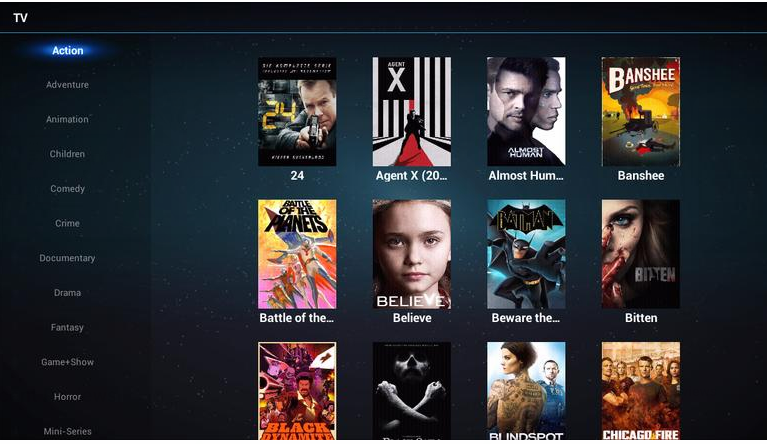 TV
Action
Adventure
Animation
Children
Comedy
Crime
Documentary
Drama
Fantasy
Game+Show
Horror
Mini-Series
DIE KOMPLETTE SERIE
24
KIEFER SUTHERLAND
24
AGENT
X
Agent X (20...
ALMOST
HUMAN
Almost Hum...
BANSHEE
Banshee
BATTLE
OF THE
PLANETS
Battle of the...
BELIEVE
Believe
BATMAN
Beware the...
BITTEN
Bitten
BLACK
DYNAMITE
BLINDSPOT
CHICAGO FIRE